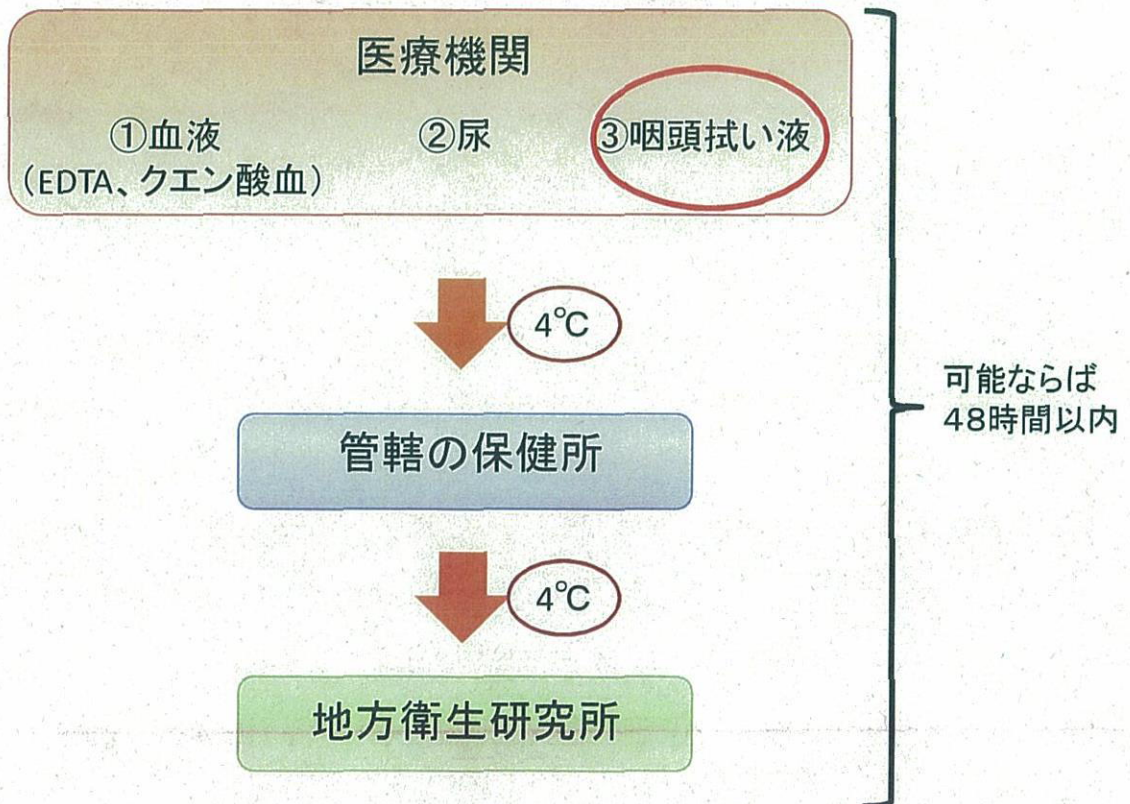 医療機関
①血液 ②尿 ③咽頭拭い液
(EDTA、クエン酸血)
4℃
管轄の保健所
4℃
地方衛生研究所
可能ならば
48時間以内